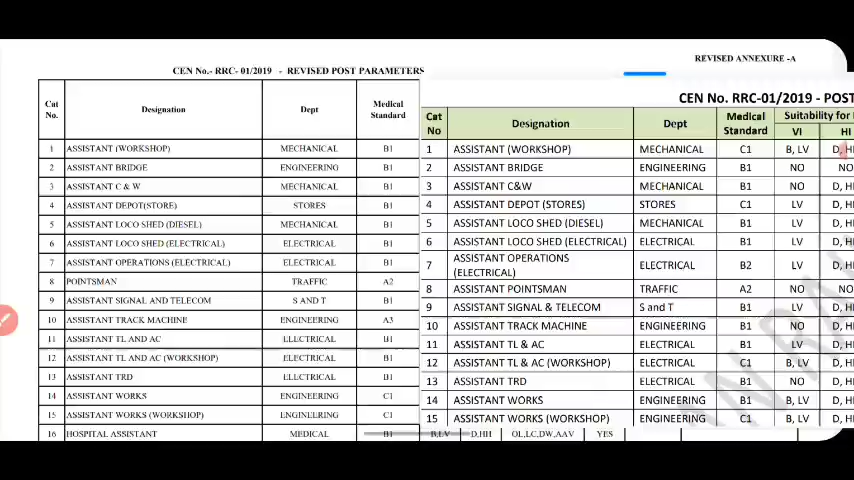 REVISED ANNEXURE -A
CEN No.- RRC- 01/2019 - REVISED POST PARAMETERS
Cat No. Designation Dept Medical Standard
1 ASSISTANT (WORKSHOP) MECHANICAL B1
2 ASSISTANT BRIDGE ENGINEERING B1
3 ASSISTANT C & W MECHANICAL B1
4 ASSISTANT DEPOT(STORE) STORES B1
5 ASSISTANT LOCO SHED (DIESEL) MECHANICAL B1
6 ASSISTANT LOCO SHED (ELECTRICAL) ELECTRICAL B1
7 ASSISTANT OPERATIONS (ELECTRICAL) ELECTRICAL B1
8 POINTSMAN TRAFFIC A2
9 ASSISTANT SIGNAL AND TELECOM S AND T B1
10 ASSISTANT TRACK MACHINE ENGINEERING A3
11 ASSISTANT TL AND AC ELECTRICAL B1
12 ASSISTANT TL AND AC (WORKSHOP) ELECTRICAL B1
13 ASSISTANT TRD ELECTRICAL B1
14 ASSISTANT WORKS ENGINEERING C1
15 ASSISTANT WORKS (WORKSHOP) ENGINEERING C1
16 HOSPITAL ASSISTANT MEDICAL B1 B,LV D,HH OL,LC,DW,AAV YES
CEN No. RRC-01/2019 - POST
Cat No Designation Dept Medical Standard Suitability for
VI HI
1 ASSISTANT (WORKSHOP) MECHANICAL C1 B, LV D, H
2 ASSISTANT BRIDGE ENGINEERING B1 NO NO
3 ASSISTANT C&W MECHANICAL B1 NO D, H
4 ASSISTANT DEPOT (STORES) STORES C1 LV D, H
5 ASSISTANT LOCO SHED (DIESEL) MECHANICAL B1 LV D, H
6 ASSISTANT LOCO SHED (ELECTRICAL) ELECTRICAL B1 LV D, H
7 ASSISTANT OPERATIONS (ELECTRICAL) ELECTRICAL B2 LV D, H
8 ASSISTANT POINTSMAN TRAFFIC A2 NO NO
9 ASSISTANT SIGNAL & TELECOM S and T B1 LV D, H
10 ASSISTANT TRACK MACHINE ENGINEERING B1 NO D, H
11 ASSISTANT TL & AC ELECTRICAL B1 LV D, H
12 ASSISTANT TL & AC (WORKSHOP) ELECTRICAL C1 B, LV D, H
13 ASSISTANT TRD ELECTRICAL B1 NO D, H
14 ASSISTANT WORKS ENGINEERING B1 B, LV D, H
15 ASSISTANT WORKS (WORKSHOP) ENGINEERING C1 B, LV D, H